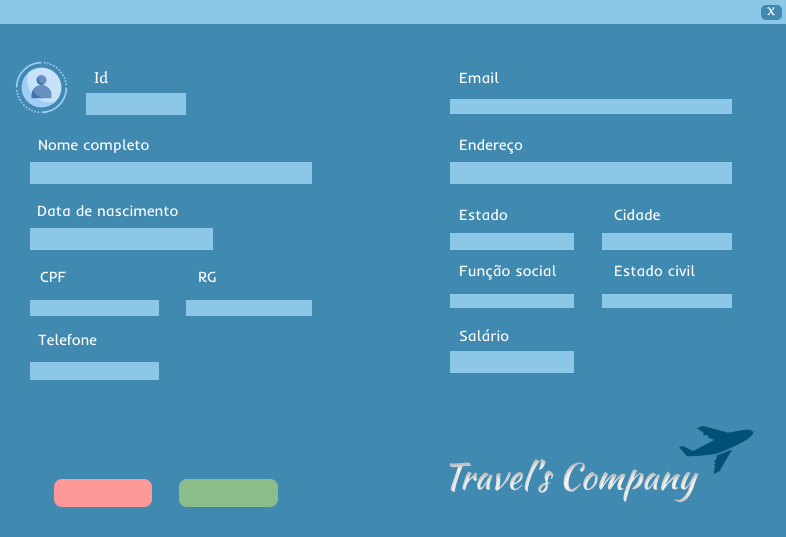 X
Id
Nome completo
Data de nascimento
CPF RG
Telefone
Email
Endereço
Estado Cidade
Função social Estado civil
Salário
Travel's Company